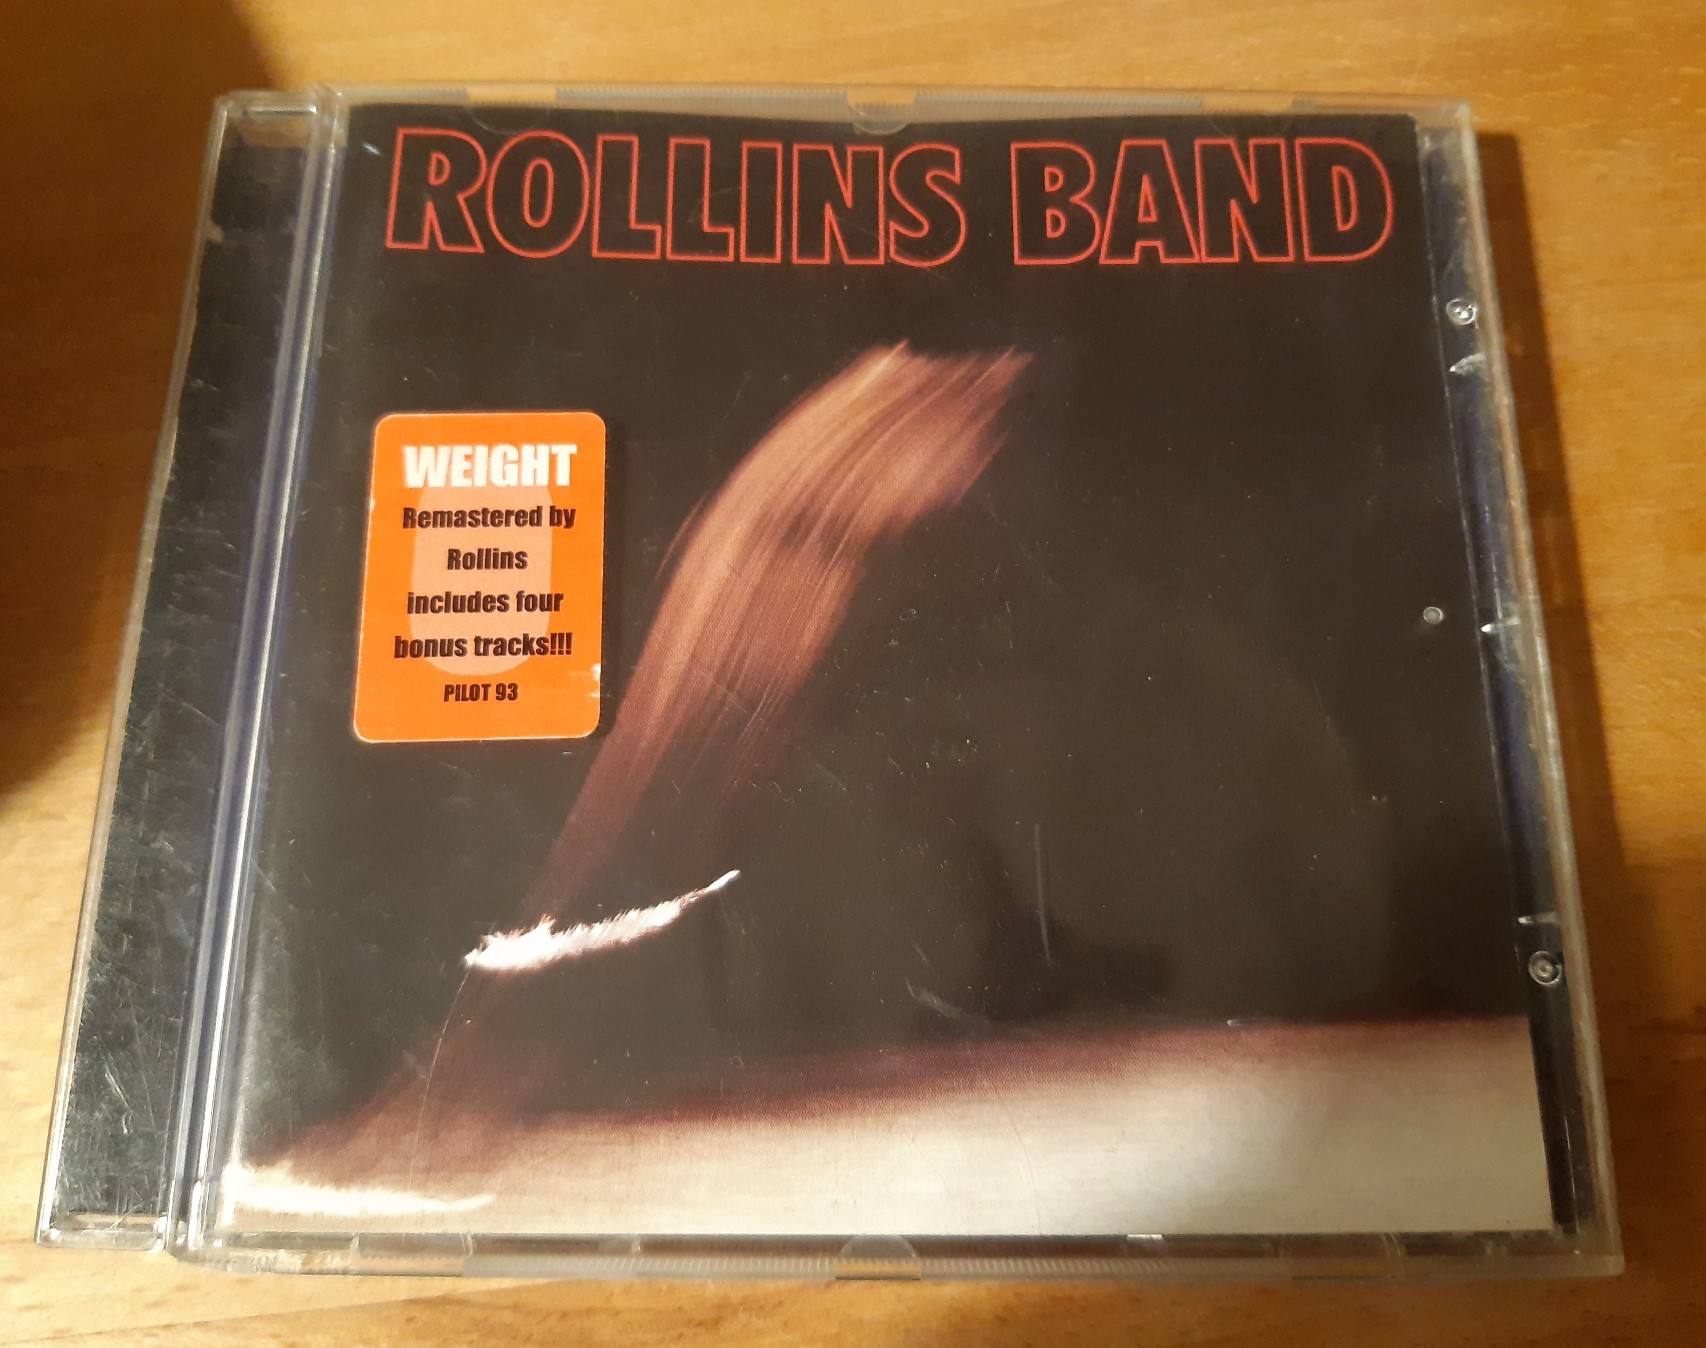 ROLLINS BAND
WEIGHT
Remastered by
Rollins
includes four
bonus tracks!!!
PILOT 93